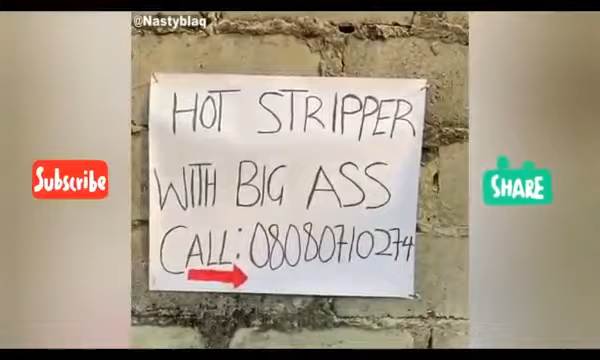 @Nastyblaq
HOT STRIPPER
WITH BIG ASS
CALL: 08080710274
Subscribe
SHARE